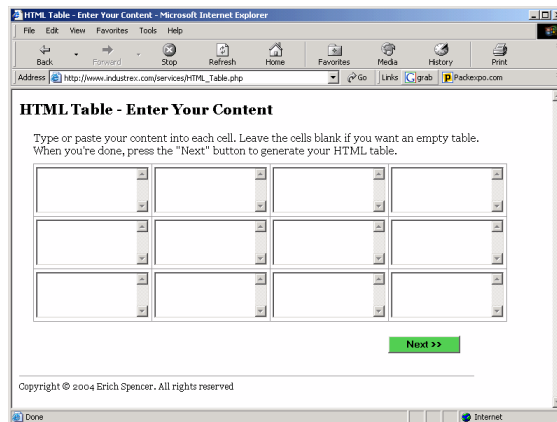 HTML Table - Enter Your Content - Microsoft Internet Explorer
File Edit View Favorites Tools Help
Back Forward Stop Refresh Home Favorites Media History Print
Address http://www.industrex.com/services/HTML_Table.php Go Links grab Packexpo.com
HTML Table - Enter Your Content
Type or paste your content into each cell. Leave the cells blank if you want an empty table.
When you're done, press the "Next" button to generate your HTML table.
Next >>
Copyright © 2004 Erich Spencer. All rights reserved
Done Internet